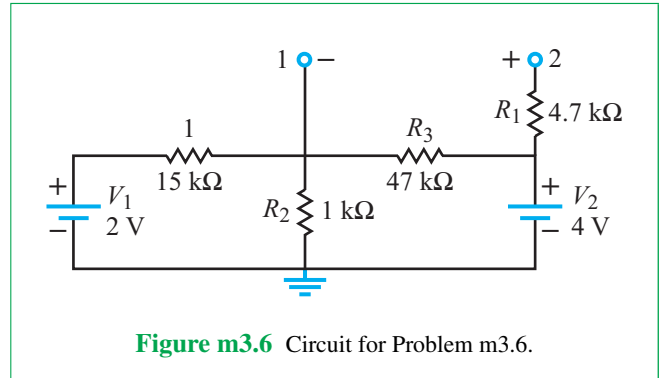 1 − + 2
R1 4.7 kΩ
1 R3
+ 15 kΩ 47 kΩ +
V1 R2 1 kΩ V2
− 2 V − 4 V
Figure m3.6 Circuit for Problem m3.6.